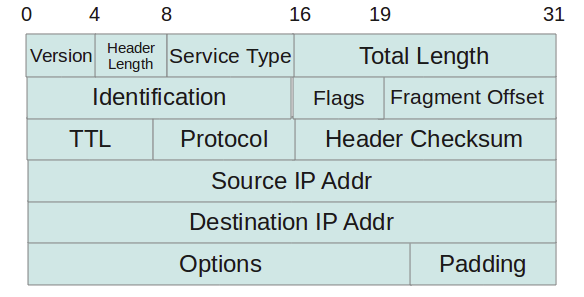 0 4 8 16 19 31
Version Header Length Service Type Total Length
Identification Flags Fragment Offset
TTL Protocol Header Checksum
Source IP Addr
Destination IP Addr
Options Padding